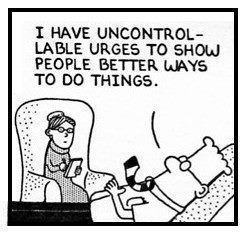 I HAVE UNCONTROL-
LABLE URGES TO SHOW
PEOPLE BETTER WAYS
TO DO THINGS.